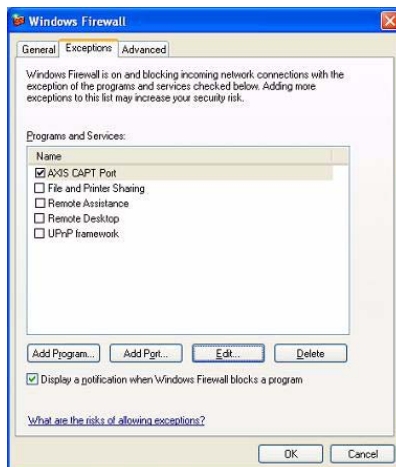 Windows Firewall
General Exceptions Advanced
Windows Firewall is on and blocking incoming network connections with the
exception of the programs and services checked below. Adding more
exceptions to this list may increase your security risk.
Programs and Services:
Name
AXIS CAPT Port
File and Printer Sharing
Remote Assistance
Remote Desktop
UPnP framework
Add Program... Add Port... Edit... Delete
Display a notification when Windows Firewall blocks a program
What are the risks of allowing exceptions?
OK Cancel